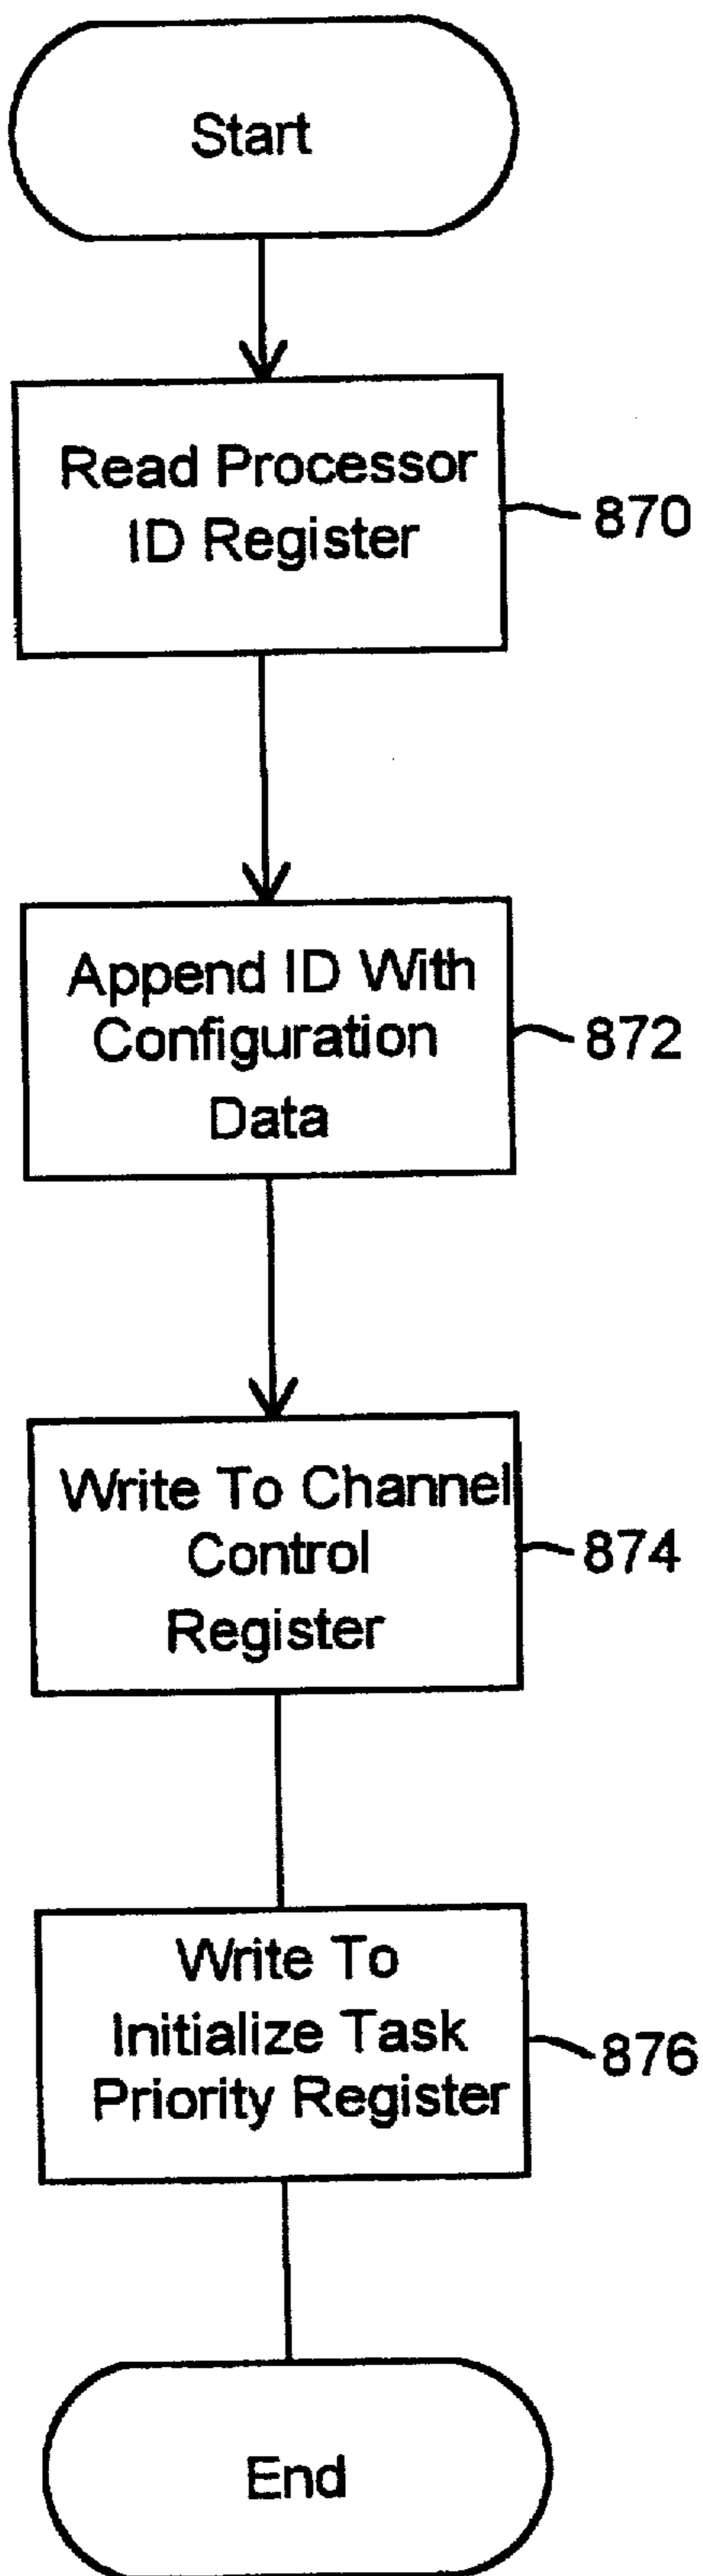 Start
Read Processor
ID Register
870
Append ID With
Configuration
Data
872
Write To Channel
Control
Register
874
Write To
Initialize Task
Priority Register
876
End